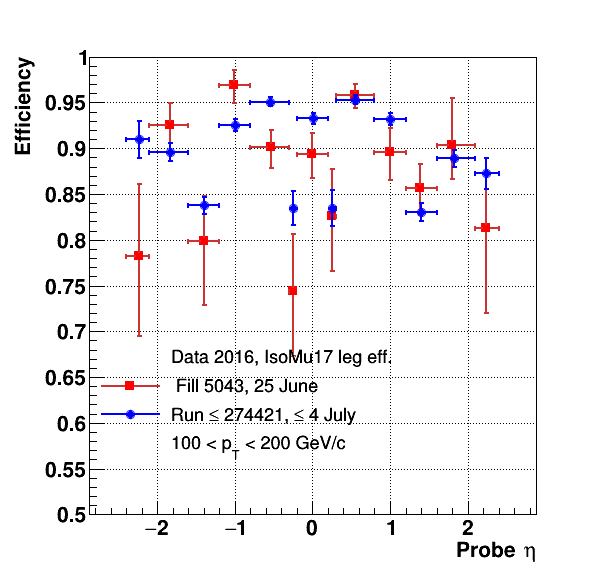 Efficiency
1
0.95
0.9
0.85
0.8
0.75
0.7
0.65
0.6
0.55
0.5
Data 2016, IsoMu17 leg eff.
Fill 5043, 25 June
Run ≤ 274421, ≤ 4 July
100 < p_T < 200 GeV/c
−2 −1 0 1 2
Probe η